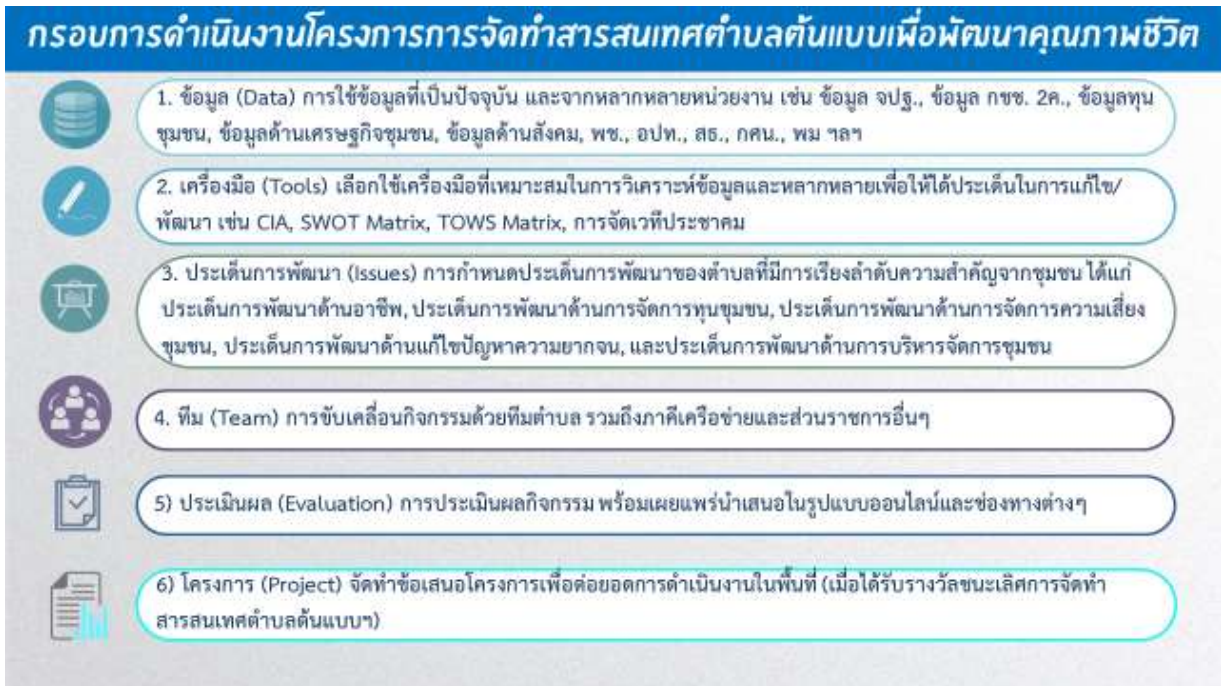 กรอบการดำเนินงานโครงการการจัดทำสารสนเทศตำบลต้นแบบเพื่อพัฒนาคุณภาพชีวิต
1. ข้อมูล (Data) การใช้ข้อมูลที่เป็นปัจจุบัน และจากหลากหลายหน่วยงาน เช่น ข้อมูล จปฐ., ข้อมูล กชช. 2ค., ข้อมูลทุน
ชุมชน, ข้อมูลด้านเศรษฐกิจชุมชน, ข้อมูลด้านสังคม, พช., อปท., สธ., กศน., พม ฯลฯ
2. เครื่องมือ (Tools) เลือกใช้เครื่องมือที่เหมาะสมในการวิเคราะห์ข้อมูลและหลากหลายเพื่อให้ได้ประเด็นในการแก้ไข/
พัฒนา เช่น CIA, SWOT Matrix, TOWS Matrix, การจัดเวทีประชาคม
3. ประเด็นการพัฒนา (Issues) การกำหนดประเด็นการพัฒนาของตำบลที่มีการเรียงลำดับความสำคัญจากชุมชน ได้แก่
ประเด็นการพัฒนาด้านอาชีพ, ประเด็นการพัฒนาด้านการจัดการทุนชุมชน, ประเด็นการพัฒนาด้านการจัดการความเสี่ยง
ชุมชน, ประเด็นการพัฒนาด้านแก้ไขปัญหาความยากจน, และประเด็นการพัฒนาด้านการบริหารจัดการชุมชน
4. ทีม (Team) การขับเคลื่อนกิจกรรมด้วยทีมตำบล รวมถึงภาคีเครือข่ายและส่วนราชการอื่นๆ
5) ประเมินผล (Evaluation) การประเมินผลกิจกรรม พร้อมเผยแพร่นำเสนอในรูปแบบออนไลน์และช่องทางต่างๆ
6) โครงการ (Project) จัดทำข้อเสนอโครงการเพื่อต่อยอดการดำเนินงานในพื้นที่ (เมื่อได้รับรางวัลชนะเลิศการจัดทำ
สารสนเทศตำบลต้นแบบฯ)